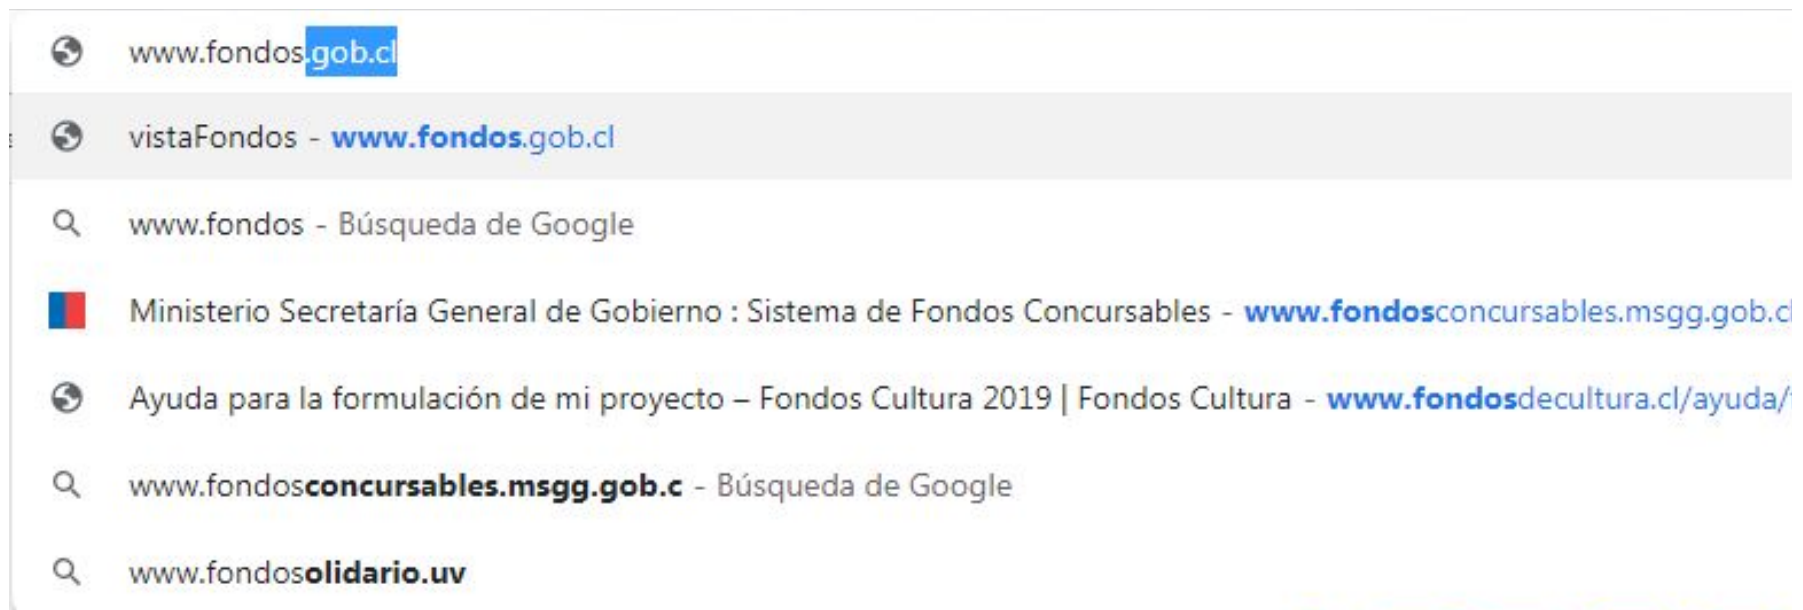 www.fondos.gob.cl
vistaFondos - www.fondos.gob.cl
www.fondos - Búsqueda de Google
Ministerio Secretaría General de Gobierno : Sistema de Fondos Concursables - www.fondosconcursables.msgg.gob.cl
Ayuda para la formulación de mi proyecto – Fondos Cultura 2019 | Fondos Cultura - www.fondosdecultura.cl/ayuda/
www.fondosconcursables.msgg.gob.c - Búsqueda de Google
www.fondosolidario.uv